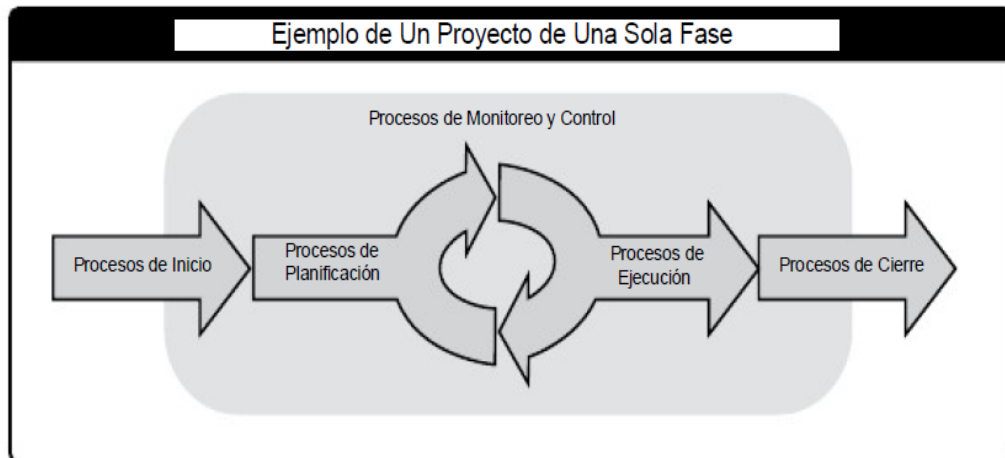 Ejemplo de Un Proyecto de Una Sola Fase
Procesos de Monitoreo y Control
Procesos de Inicio
Procesos de
Planificación
Procesos de
Ejecución
Procesos de Cierre